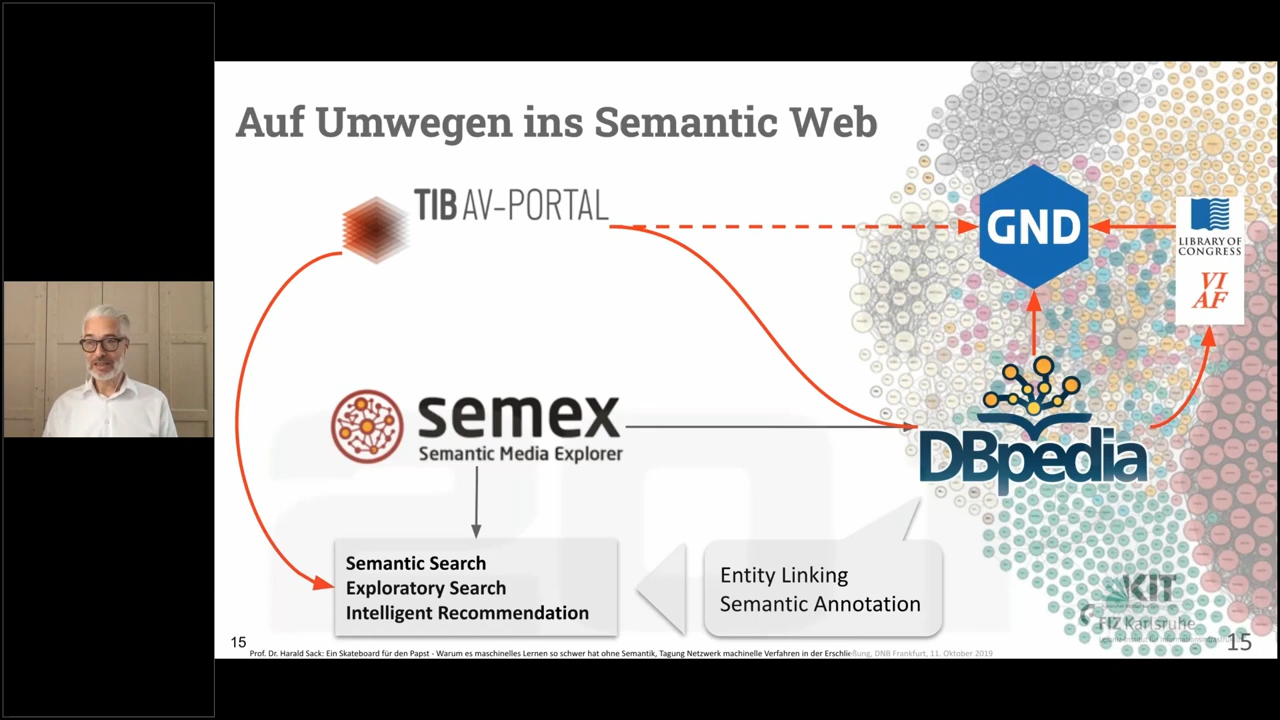 Auf Umwegen ins Semantic Web
TIB AV-PORTAL
GND
LIBRARY OF
CONGRESS
VI
AF
semex
Semantic Media Explorer
DBpedia
Semantic Search
Exploratory Search
Intelligent Recommendation
Entity Linking
Semantic Annotation
KIT
FIZ Karlsruhe
15
15
Prof. Dr. Harald Sack: Ein Skateboard für den Papst - Warum es maschinelles Lernen so schwer hat ohne Semantik, Tagung Netzwerk machinelle Verfahren in der Erschließung, DNB Frankfurt, 11. Oktober 2019